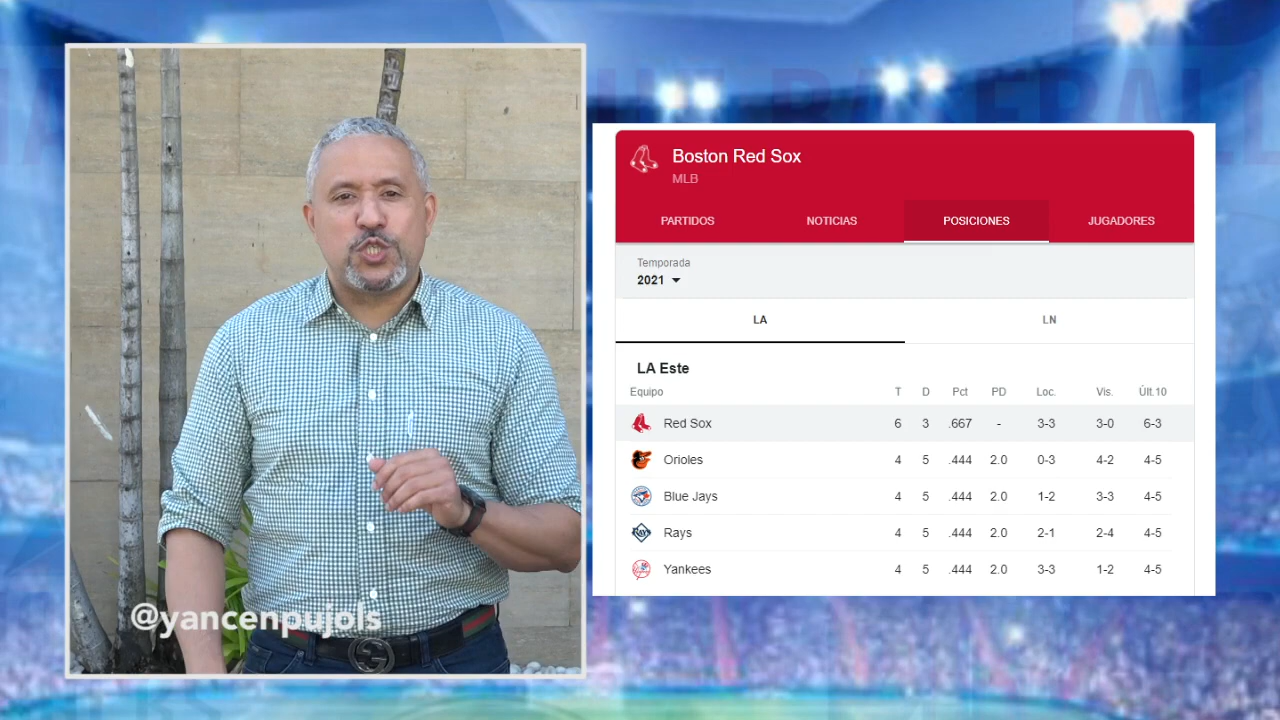 @yancenpujols
Boston Red Sox
MLB
PARTIDOS NOTICIAS POSICIONES JUGADORES
Temporada
2021
LA LN
LA Este
Equipo T D Pct PD Loc. Vis. Últ.10
Red Sox 6 3 .667 - 3-3 3-0 6-3
Orioles 4 5 .444 2.0 0-3 4-2 4-5
Blue Jays 4 5 .444 2.0 1-2 3-3 4-5
Rays 4 5 .444 2.0 2-1 2-4 4-5
Yankees 4 5 .444 2.0 3-3 1-2 4-5